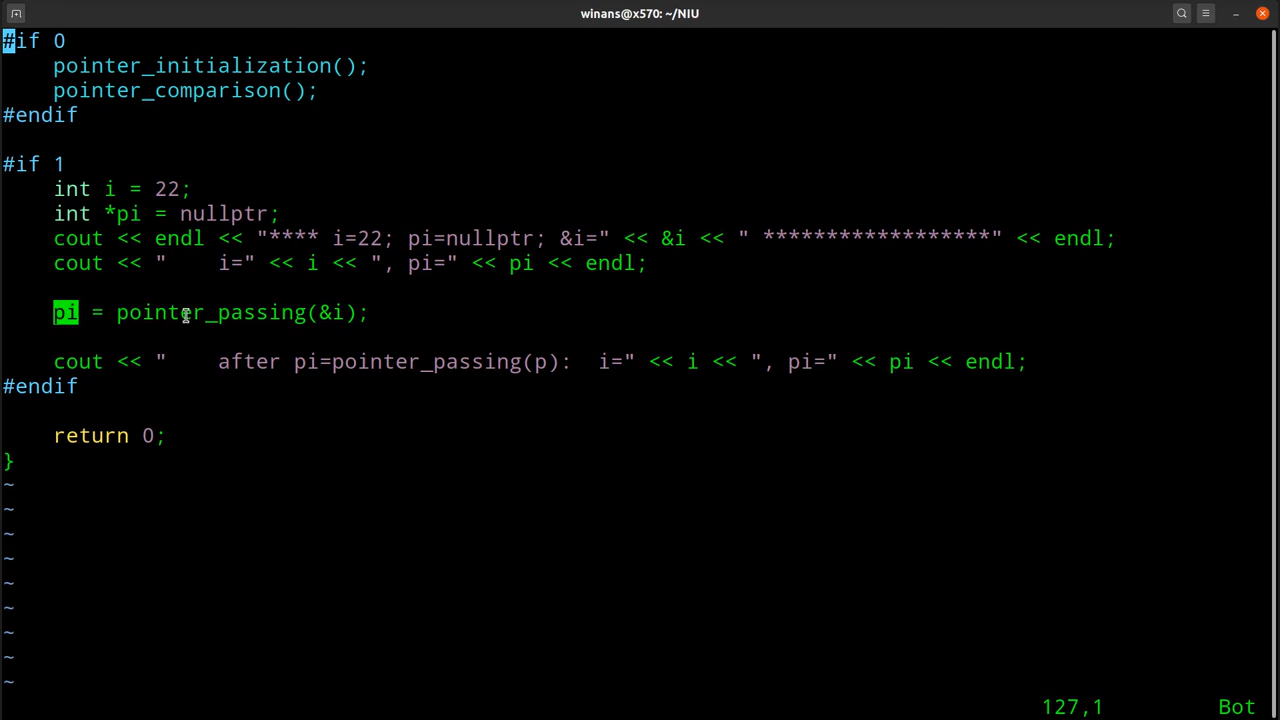 winans@x570: ~/NIU
#if 0
    pointer_initialization();
    pointer_comparison();
#endif
#if 1
    int i = 22;
    int *pi = nullptr;
    cout << endl << "**** i=22; pi=nullptr; &i=" << &i << " ******************" << endl;
    cout << "    i=" << i << ", pi=" << pi << endl;
    pi = pointer_passing(&i);
    cout << "    after pi=pointer_passing(p):  i=" << i << ", pi=" << pi << endl;
#endif
    return 0;
}
~
~
~
~
~
~
~
~
~
127,1 Bot